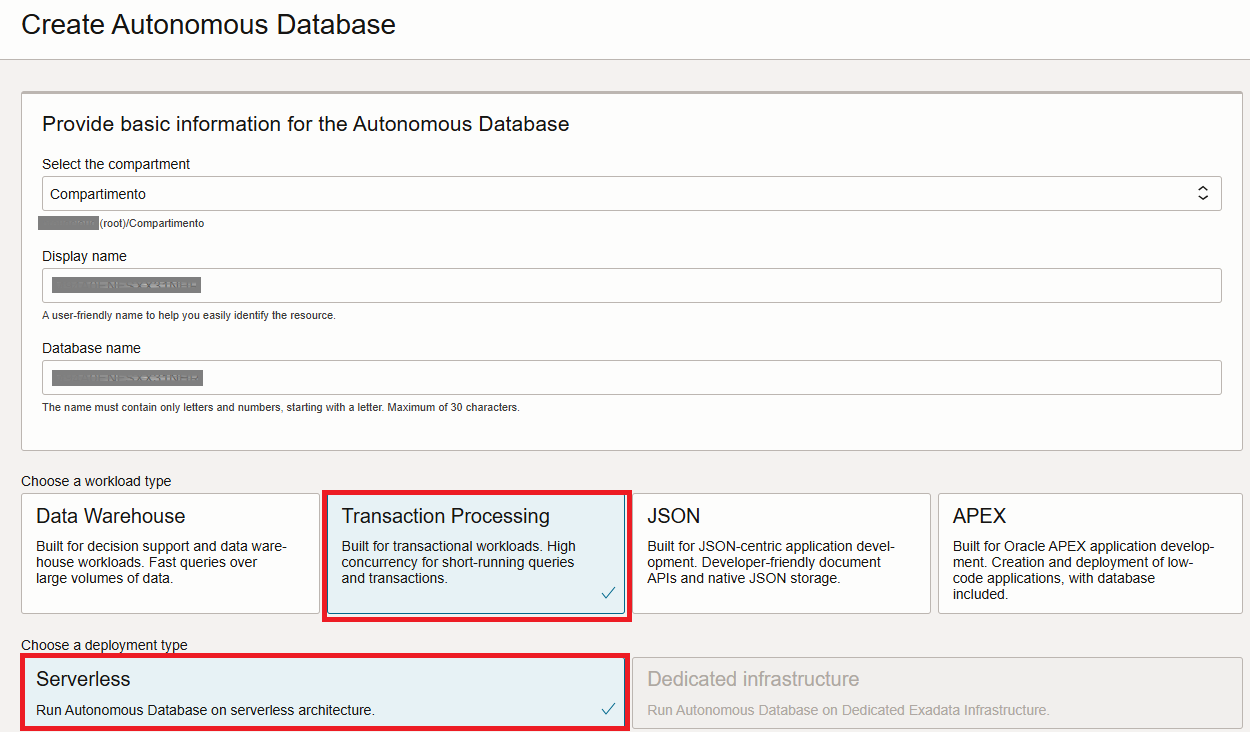 Create Autonomous Database
Provide basic information for the Autonomous Database
Select the compartment
Compartimento
(root)/Compartimento
Display name
A user-friendly name to help you easily identify the resource.
Database name
The name must contain only letters and numbers, starting with a letter. Maximum of 30 characters.
Choose a workload type
Data Warehouse
Built for decision support and data ware-
house workloads. Fast queries over
large volumes of data.
Transaction Processing
Built for transactional workloads. High
concurrency for short-running queries
and transactions.
JSON
Built for JSON-centric application devel-
opment. Developer-friendly document
APIs and native JSON storage.
APEX
Built for Oracle APEX application develop-
ment. Creation and deployment of low-
code applications, with database
included.
Choose a deployment type
Serverless
Run Autonomous Database on serverless architecture.
Dedicated infrastructure
Run Autonomous Database on Dedicated Exadata Infrastructure.